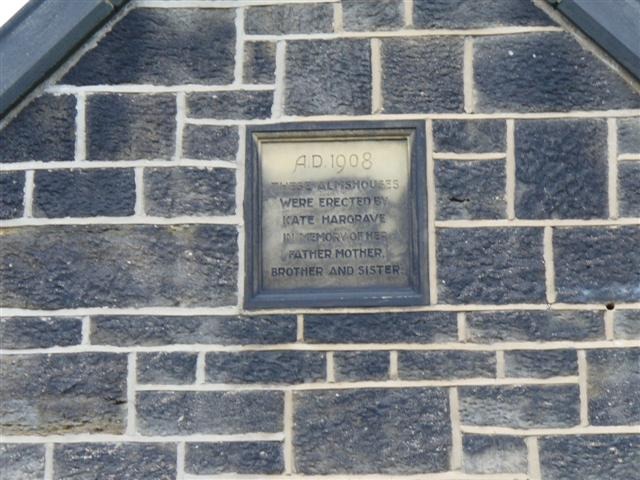 A.D. 1908
THESE ALMSHOUSES
WERE ERECTED BY
KATE HARGRAVE
IN MEMORY OF HER
FATHER, MOTHER,
BROTHER AND SISTER.